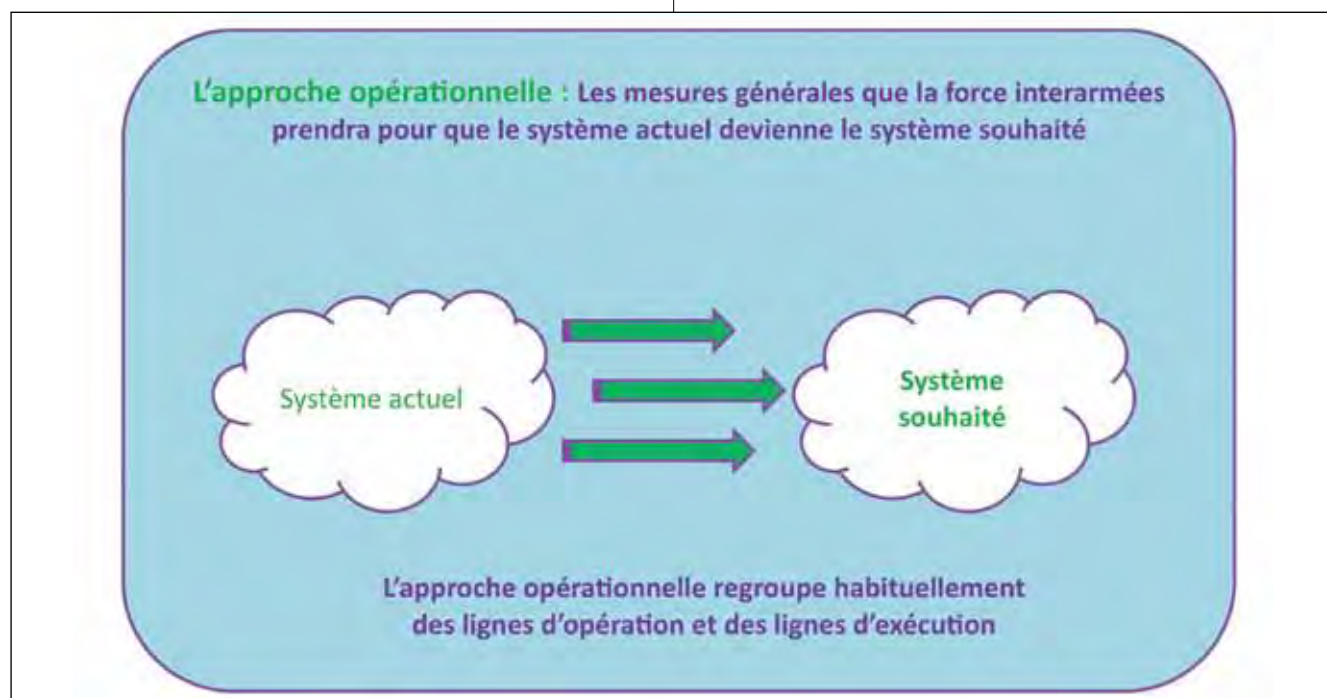 L'approche opérationnelle : Les mesures générales que la force interarmées
prendra pour que le système actuel devienne le système souhaité
Système actuel
Système
souhaité
L'approche opérationnelle regroupe habituellement
des lignes d'opération et des lignes d'exécution